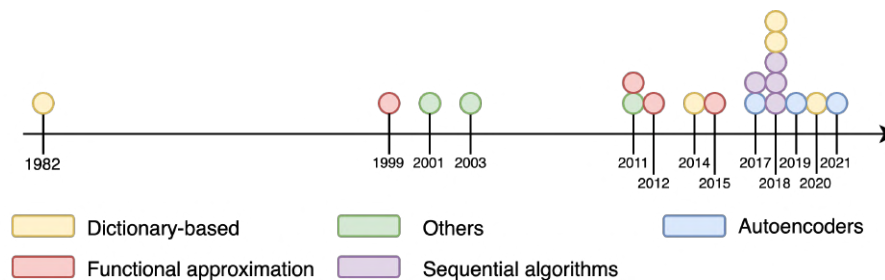 1982
1999 2001 2003 2011 2014 2017 2019 2021
2012 2015 2018 2020
Dictionary-based Others Autoencoders
Functional approximation Sequential algorithms